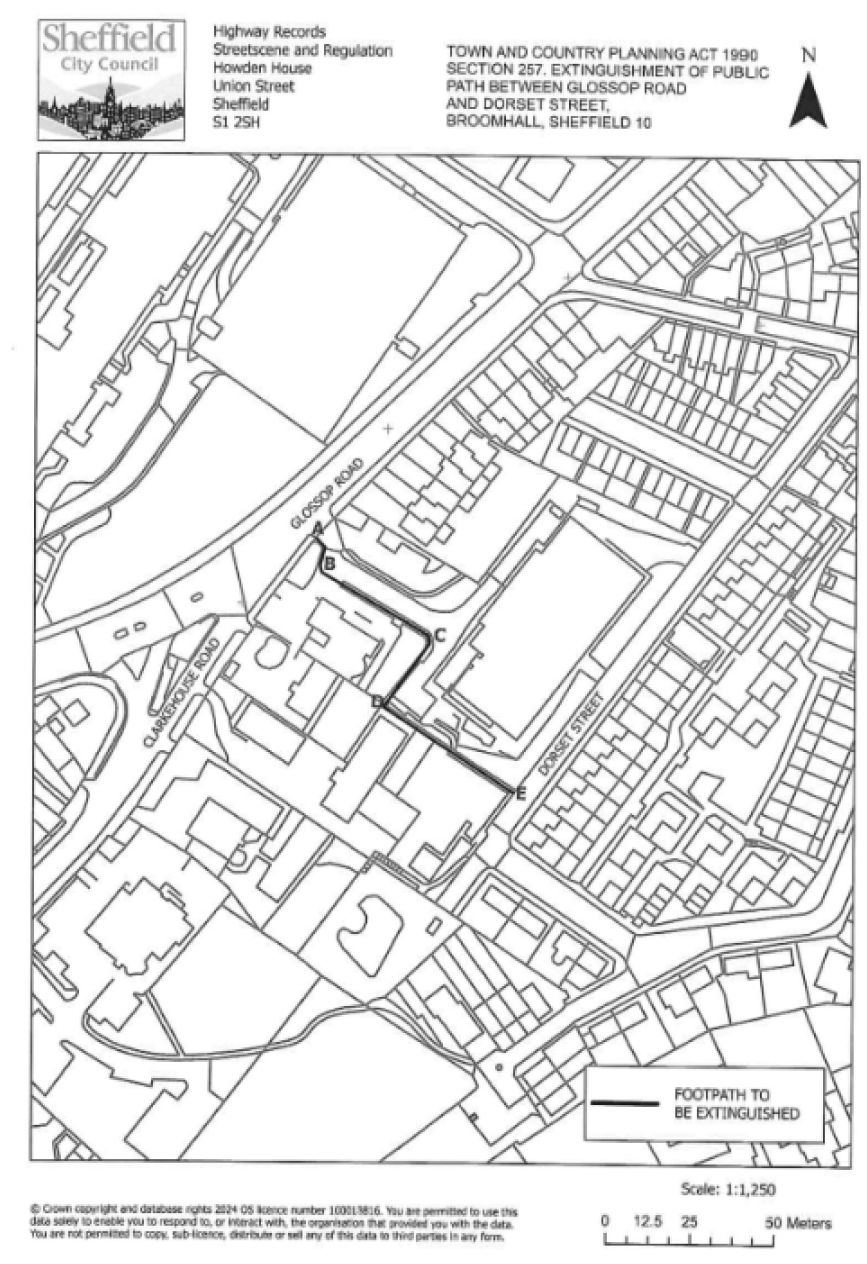 Sheffield
City Council
Highway Records
Streetscene and Regulation
Howden House
Union Street
Sheffield
S1 2SH
TOWN AND COUNTRY PLANNING ACT 1990
SECTION 257. EXTINGUISHMENT OF PUBLIC
PATH BETWEEN GLOSSOP ROAD
AND DORSET STREET,
BROOMHALL, SHEFFIELD 10
N
GLOSSOP ROAD
A
B
C
CLARKEHOUSE ROAD
D
DORSET STREET
E
FOOTPATH TO
BE EXTINGUISHED
Scale: 1:1,250
0 12.5 25 50 Meters
© Crown copyright and database rights 2024 OS licence number 100018816. You are permitted to use this
data solely to enable you to respond to, or interact with, the organisation that provided you with the data.
You are not permitted to copy, sub-licence, distribute or sell any of this data to third parties in any form.